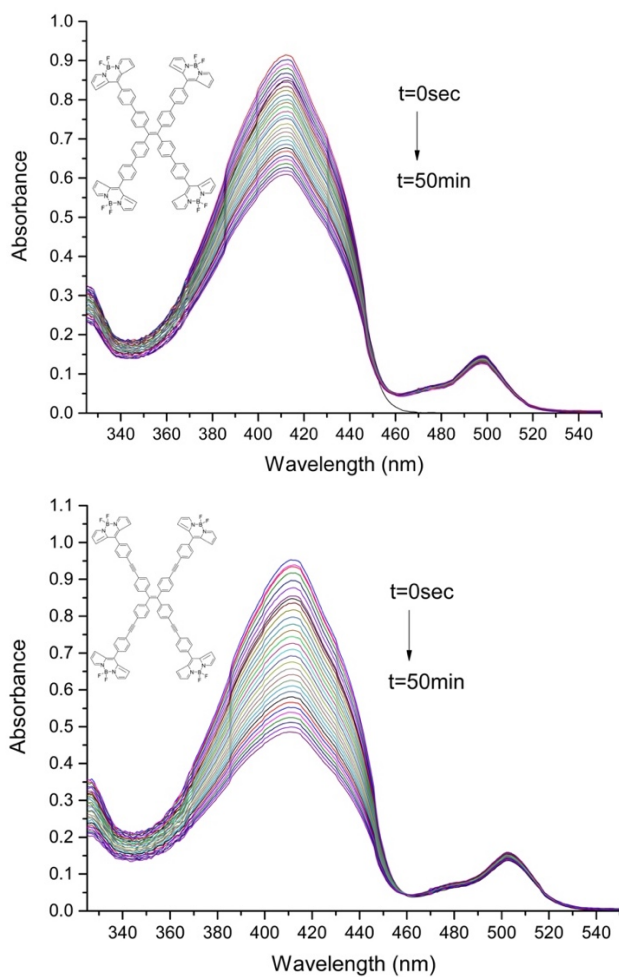 1.0
0.9
0.8
0.7
0.6
0.5
0.4
0.3
0.2
0.1
0.0
Absorbance
F F
B
N N
F F
B
N N
N N
B
F F
N N
B
F F
t=0sec
t=50min
340 360 380 400 420 440 460 480 500 520 540
Wavelength (nm)
1.1
1.0
0.9
0.8
0.7
0.6
0.5
0.4
0.3
0.2
0.1
0.0
Absorbance
F F
B
N N
F F
B
N N
N N
B
F F
N N
B
F F
t=0sec
t=50min
340 360 380 400 420 440 460 480 500 520 540
Wavelength (nm)